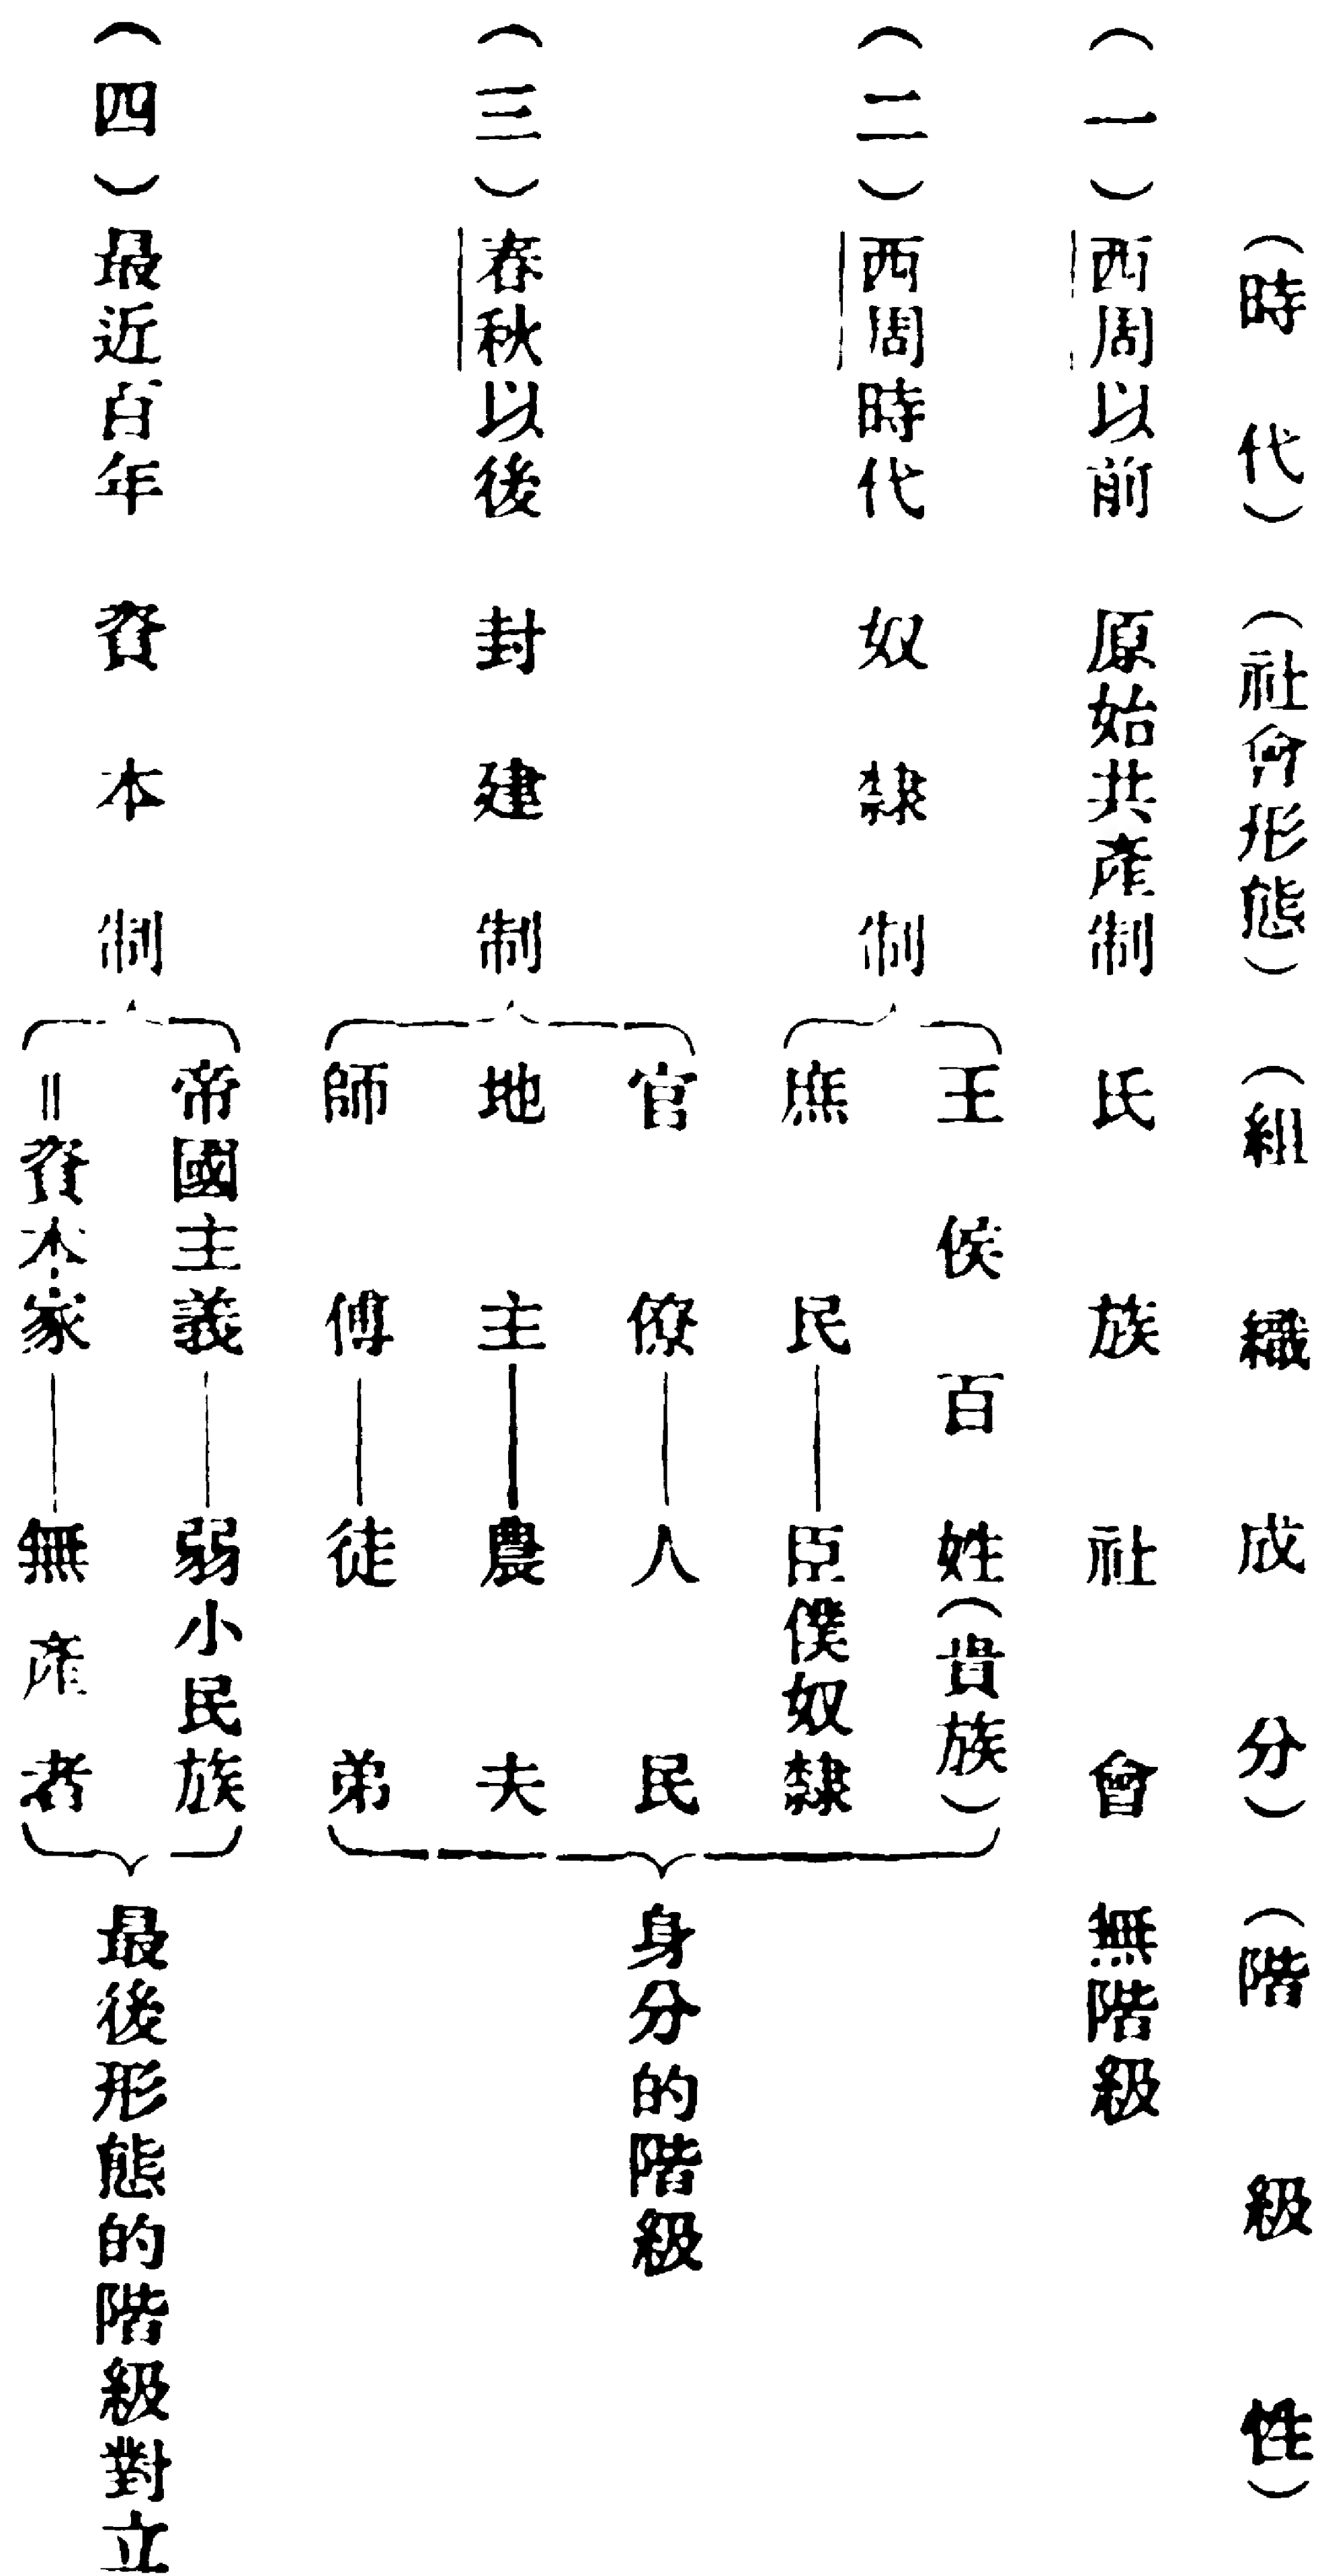 （時代）（社會形態）（組織成分）（階級性）
（一）西周以前 原始共產制 氏族社會 無階級
（二）西周時代 奴隸制
王侯百姓（貴族）
庶民——臣僕奴隸
（三）春秋以後 封建制
官僚——人民
地主——農夫
師傅——徒弟
身分的階級
（四）最近百年 資本制
帝國主義——弱小民族
＝資本家——無產者
最後形態的階級對立